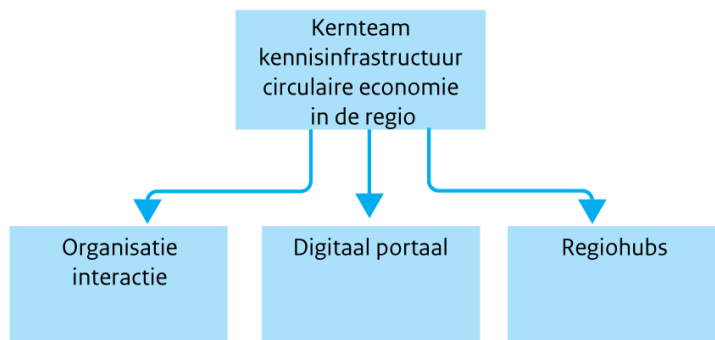 Kernteam
kennisinfrastructuur
circulaire economie
in de regio
Organisatie
interactie
Digitaal portaal
Regiohubs